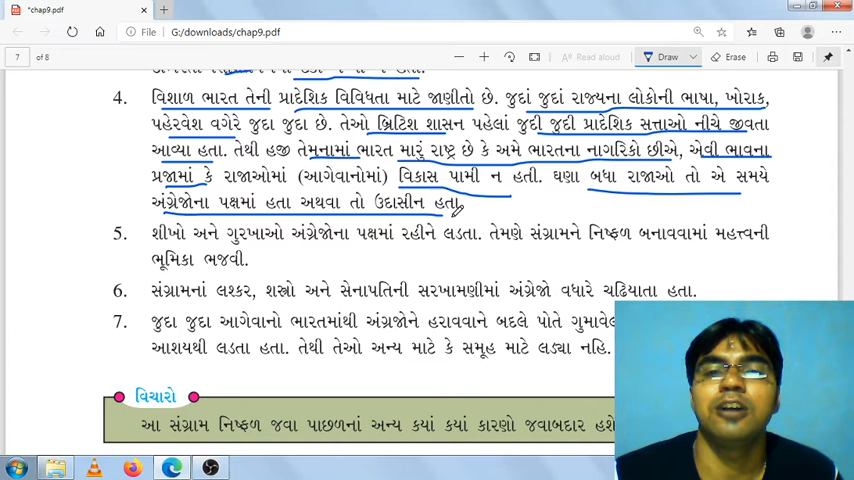 *chap9.pdf
File G:/downloads/chap9.pdf
7 of 8 Read aloud Draw Erase
4. વિશાળ ભારત તેની પ્રાદેશિક વિવિધતા માટે જાણીતો છે. જુદાં જુદાં રાજ્યના લોકોની ભાષા, ખોરાક,
પહેરવેશ વગેરે જુદા જુદા છે. તેઓ બ્રિટિશ શાસન પહેલાં જુદી જુદી પ્રાદેશિક સત્તાઓ નીચે જીવતા
આવ્યા હતા. તેથી હજી તેમનામાં ભારત મારું રાષ્ટ્ર છે કે અમે ભારતના નાગરિકો છીએ, એવી ભાવના
પ્રજામાં કે રાજાઓમાં (આગેવાનોમાં) વિકાસ પામી ન હતી. ઘણા બધા રાજાઓ તો એ સમયે
અંગ્રેજોના પક્ષમાં હતા અથવા તો ઉદાસીન હતા.
5. શીખો અને ગુરખાઓ અંગ્રેજોના પક્ષમાં રહીને લડતા. તેમણે સંગ્રામને નિષ્ફળ બનાવવામાં મહત્ત્વની
ભૂમિકા ભજવી.
6. સંગ્રામનાં લશ્કર, શસ્ત્રો અને સેનાપતિની સરખામણીમાં અંગ્રેજો વધારે ચઢિયાતા હતા.
7. જુદા જુદા આગેવાનો ભારતમાંથી અંગ્રેજોને હરાવવાને બદલે પોતે
આશયથી લડતા હતા. તેથી તેઓ અન્ય માટે કે સમૂહ માટે લડ્યા નહિ.
વિચારો
આ સંગ્રામ નિષ્ફળ જવા પાછળનાં અન્ય કયાં કયાં કારણો જવાબદાર હશે